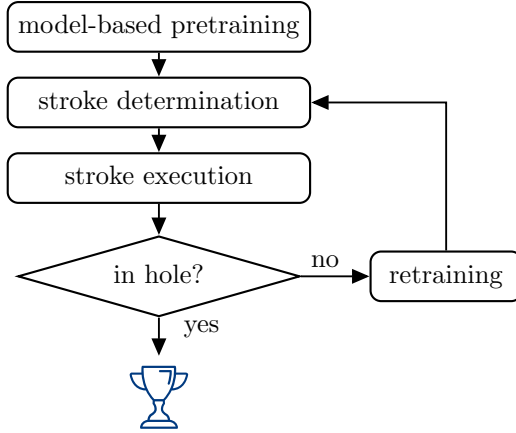 model-based pretraining
stroke determination
stroke execution
in hole?
no
retraining
yes